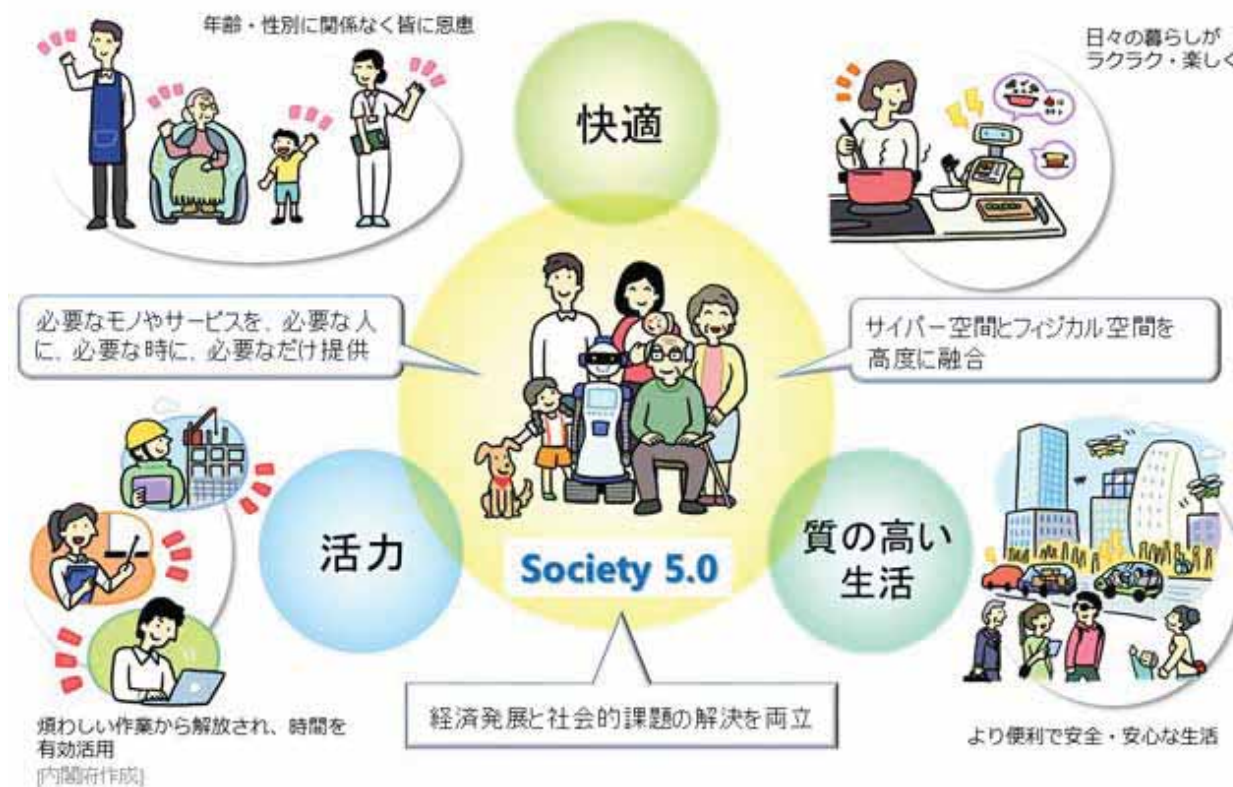 年齢・性別に関係なく皆に恩恵
日々の暮らしが
ラクラク・楽しく
快適
必要なモノやサービスを、必要な人
に、必要な時に、必要なだけ提供
サイバー空間とフィジカル空間を
高度に融合
活力
質の高い
生活
Society 5.0
経済発展と社会的課題の解決を両立
煩わしい作業から解放され、時間を
有効活用
[内閣府作成]
より便利で安全・安心な生活